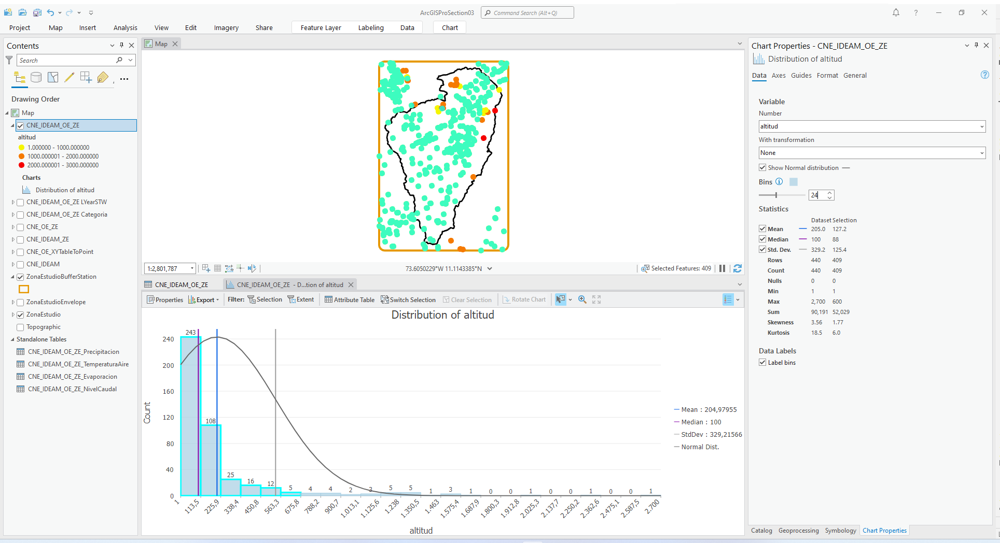 ArcGISProSection03
Command Search (Alt+Q)
?
Project Map Insert Analysis View Edit Imagery Share Feature Layer Labeling Data Chart
Contents
Search
...
Drawing Order
Map
CNE_IDEAM_OE_ZE
altitud
1.000000 - 1000.000000
1000.000001 - 2000.000000
2000.000001 - 3000.000000
Charts
Distribution of altitud
CNE_IDEAM_OE_ZE LYearSTW
CNE_IDEAM_OE_ZE Categoria
CNE_OE_ZE
CNE_IDEAM_ZE
CNE_OE_XYTableToPoint
CNE_IDEAM
ZonaEstudioBufferStation
ZonaEstudioEnvelope
ZonaEstudio
Topographic
Standalone Tables
CNE_IDEAM_OE_ZE_Precipitacion
CNE_IDEAM_OE_ZE_TemperaturaAire
CNE_IDEAM_OE_ZE_Evaporacion
CNE_IDEAM_OE_ZE_NivelCaudal
Map
1:2,801,787
73.6050229°W 11.1143385°N
Selected Features: 409
CNE_IDEAM_OE_ZE
CNE_IDEAM_OE_ZE - D...tion of altitud
Properties Export Filter: Selection Extent Attribute Table Switch Selection Clear Selection Rotate Chart
Distribution of altitud
Count
240
200
160
120
80
40
0
243 108 25 16 12 5 4 4 2 3 5 5 1 3 1 0 0 1 0 0 1 0 0 1
1 113,5 225,9 338,4 450,8 563,3 675,8 788,2 900,7 1.013,1 1.125,6 1.238 1.350,5 1.463 1.575,4 1.687,9 1.800,3 1.912,8 2.025,3 2.137,7 2.250,2 2.362,6 2.475,1 2.587,5 2.700
altitud
Mean : 204,97955
Median : 100
StdDev : 329,21566
Normal Dist.
Chart Properties - CNE_IDEAM_OE_ZE
Distribution of altitud
Data Axes Guides Format General
?
Variable
Number
altitud
With transformation
None
Show Normal distribution
Bins
24
Statistics
Dataset Selection
Mean 205.0 127.2
Median 100 88
Std. Dev. 329.2 125.4
Rows 440 409
Count 440 409
Nulls 0 0
Min 1 1
Max 2,700 600
Sum 90,191 52,029
Skewness 3.56 1.77
Kurtosis 18.5 6.0
Data Labels
Label bins
Catalog Geoprocessing Symbology Chart Properties